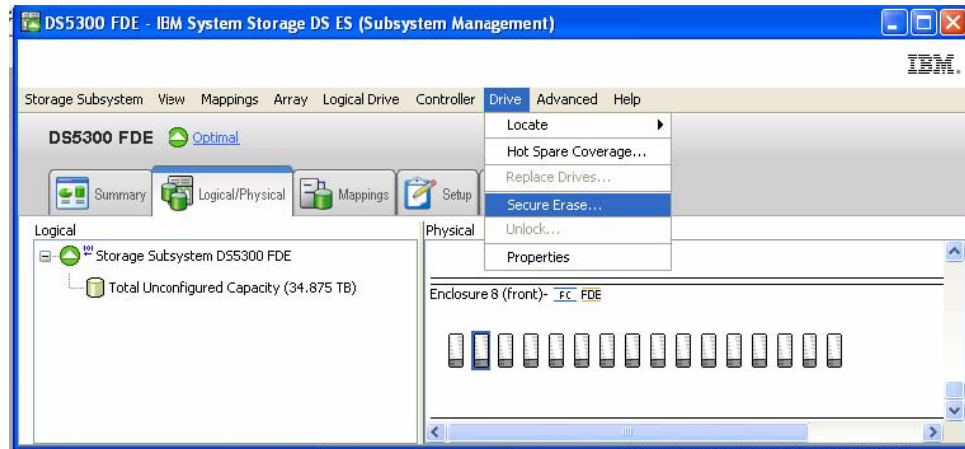 DS5300 FDE - IBM System Storage DS ES (Subsystem Management)
IBM.
Storage Subsystem View Mappings Array Logical Drive Controller Drive Advanced Help
DS5300 FDE Optimal
Locate
Hot Spare Coverage...
Replace Drives...
Secure Erase...
Unlock...
Properties
Summary Logical/Physical Mappings Setup
Logical
Storage Subsystem DS5300 FDE
Total Unconfigured Capacity (34.875 TB)
Physical
Enclosure 8 (front)- FC FDE